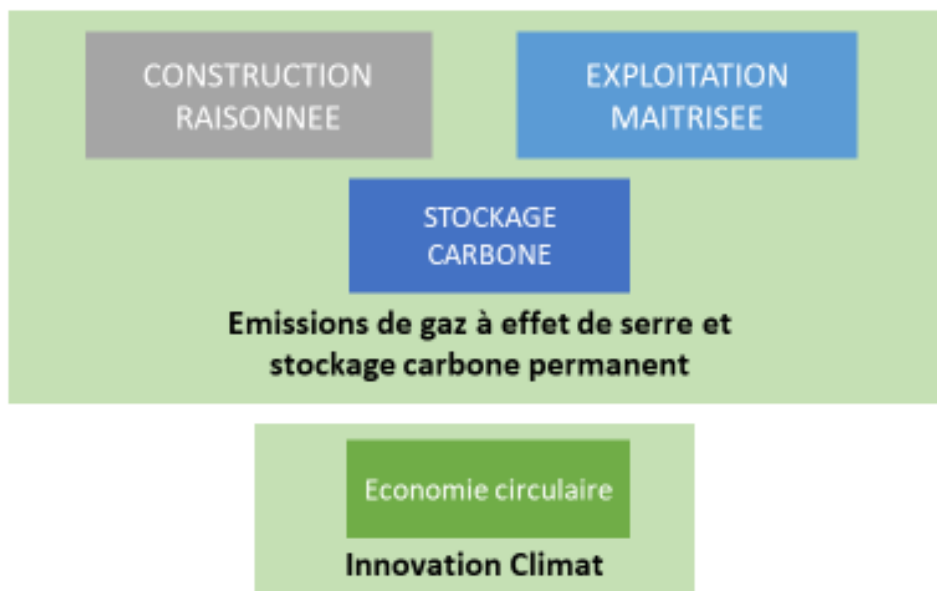 CONSTRUCTION
RAISONNEE
EXPLOITATION
MAITRISEE
STOCKAGE
CARBONE
Emissions de gaz à effet de serre et
stockage carbone permanent
Economie circulaire
Innovation Climat